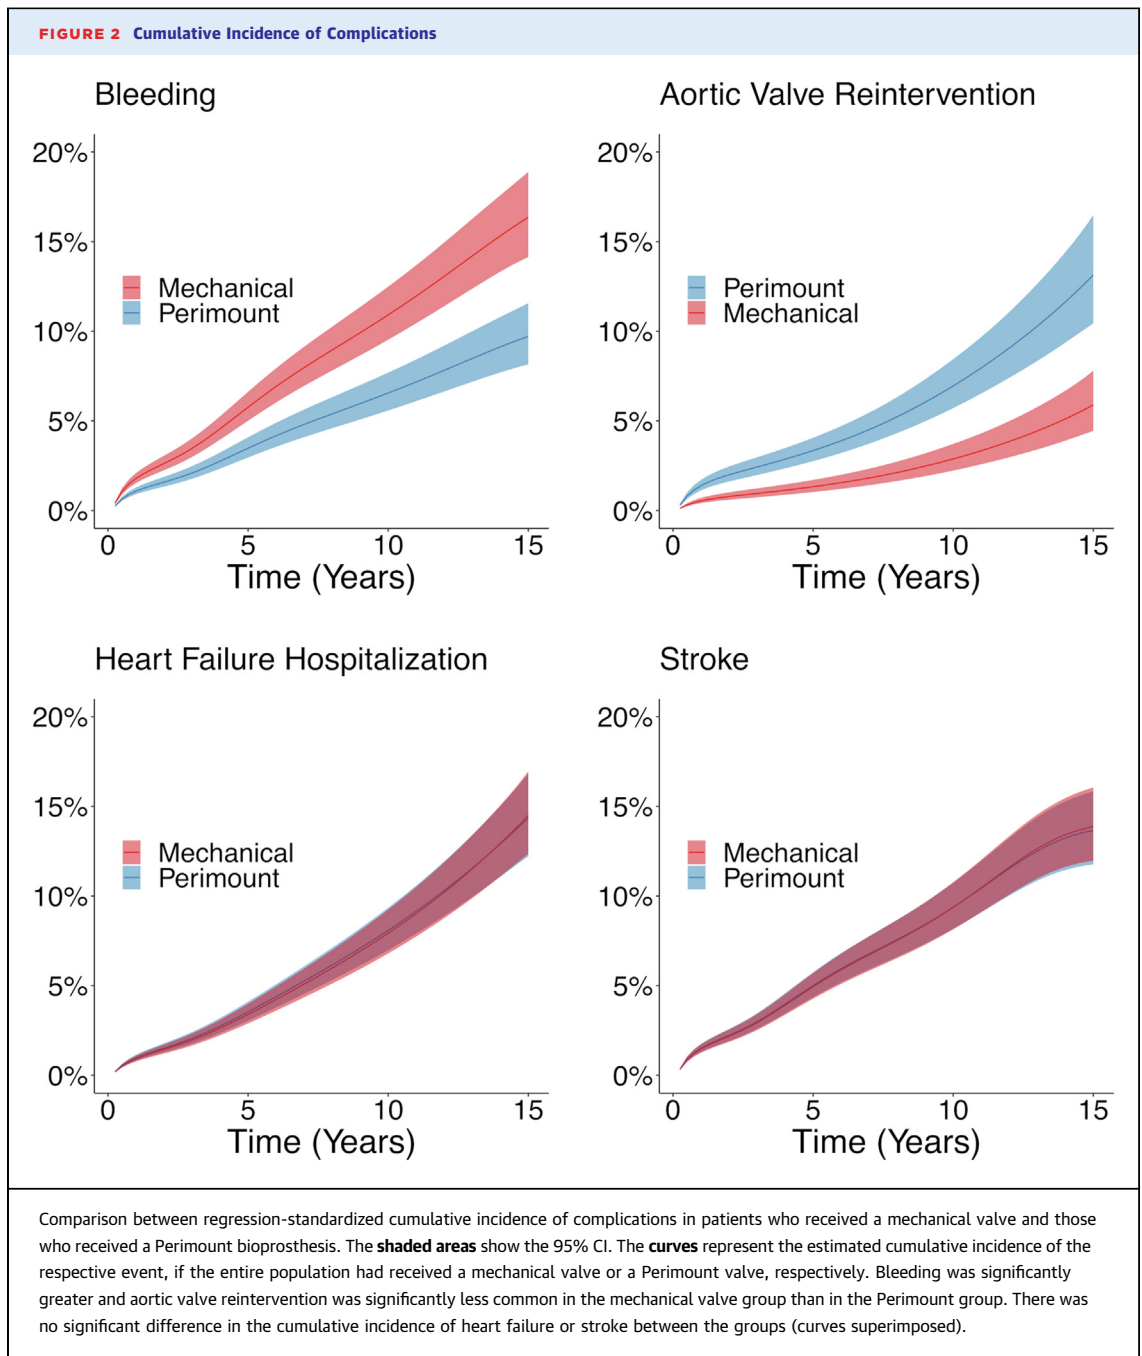 FIGURE 2 Cumulative Incidence of Complications
Bleeding
20%
15%
10%
5%
0%
Mechanical
Perimount
0 5 10 15
Time (Years)
Aortic Valve Reintervention
20%
15%
10%
5%
0%
Perimount
Mechanical
0 5 10 15
Time (Years)
Heart Failure Hospitalization
20%
15%
10%
5%
0%
Mechanical
Perimount
0 5 10 15
Time (Years)
Stroke
20%
15%
10%
5%
0%
Mechanical
Perimount
0 5 10 15
Time (Years)
Comparison between regression-standardized cumulative incidence of complications in patients who received a mechanical valve and those
who received a Perimount bioprosthesis. The shaded areas show the 95% CI. The curves represent the estimated cumulative incidence of the
respective event, if the entire population had received a mechanical valve or a Perimount valve, respectively. Bleeding was significantly
greater and aortic valve reintervention was significantly less common in the mechanical valve group than in the Perimount group. There was
no significant difference in the cumulative incidence of heart failure or stroke between the groups (curves superimposed).